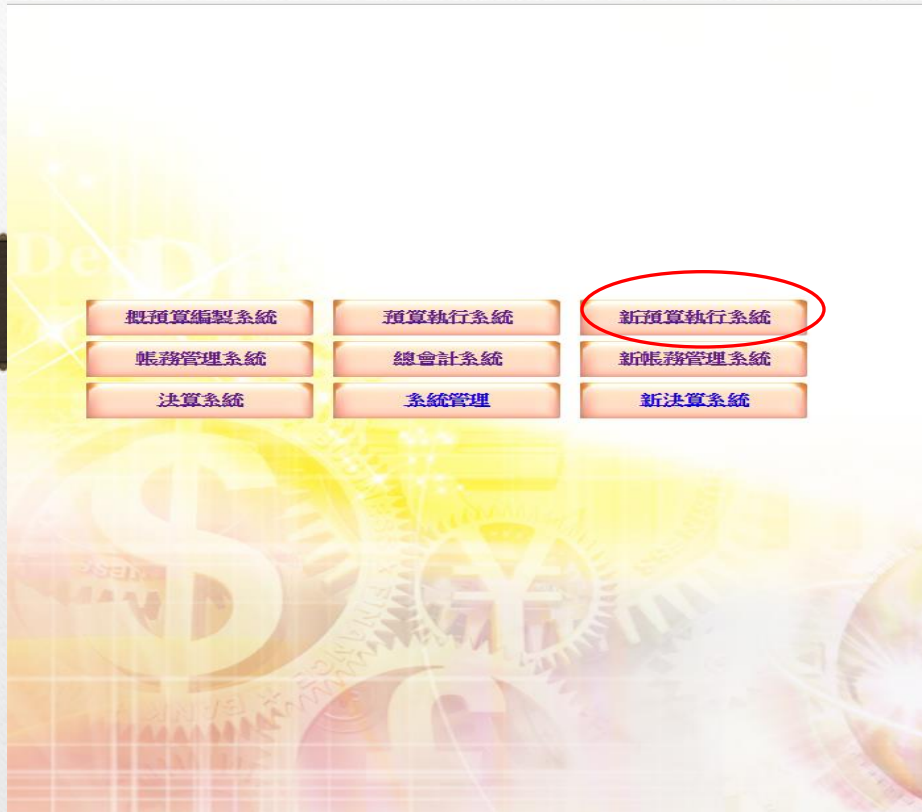 概預算編製系統 預算執行系統 新預算執行系統
帳務管理系統 總會計系統 新帳務管理系統
決算系統 系統管理 新決算系統